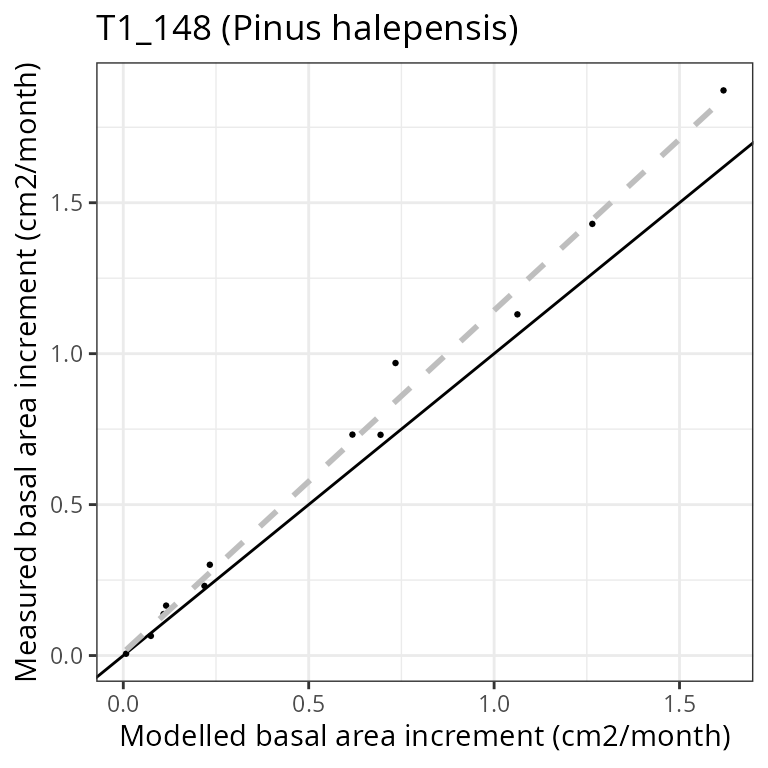 T1_148 (Pinus halepensis)
Measured basal area increment (cm2/month)
1.5
1.0
0.5
0.0
0.0 0.5 1.0 1.5
Modelled basal area increment (cm2/month)